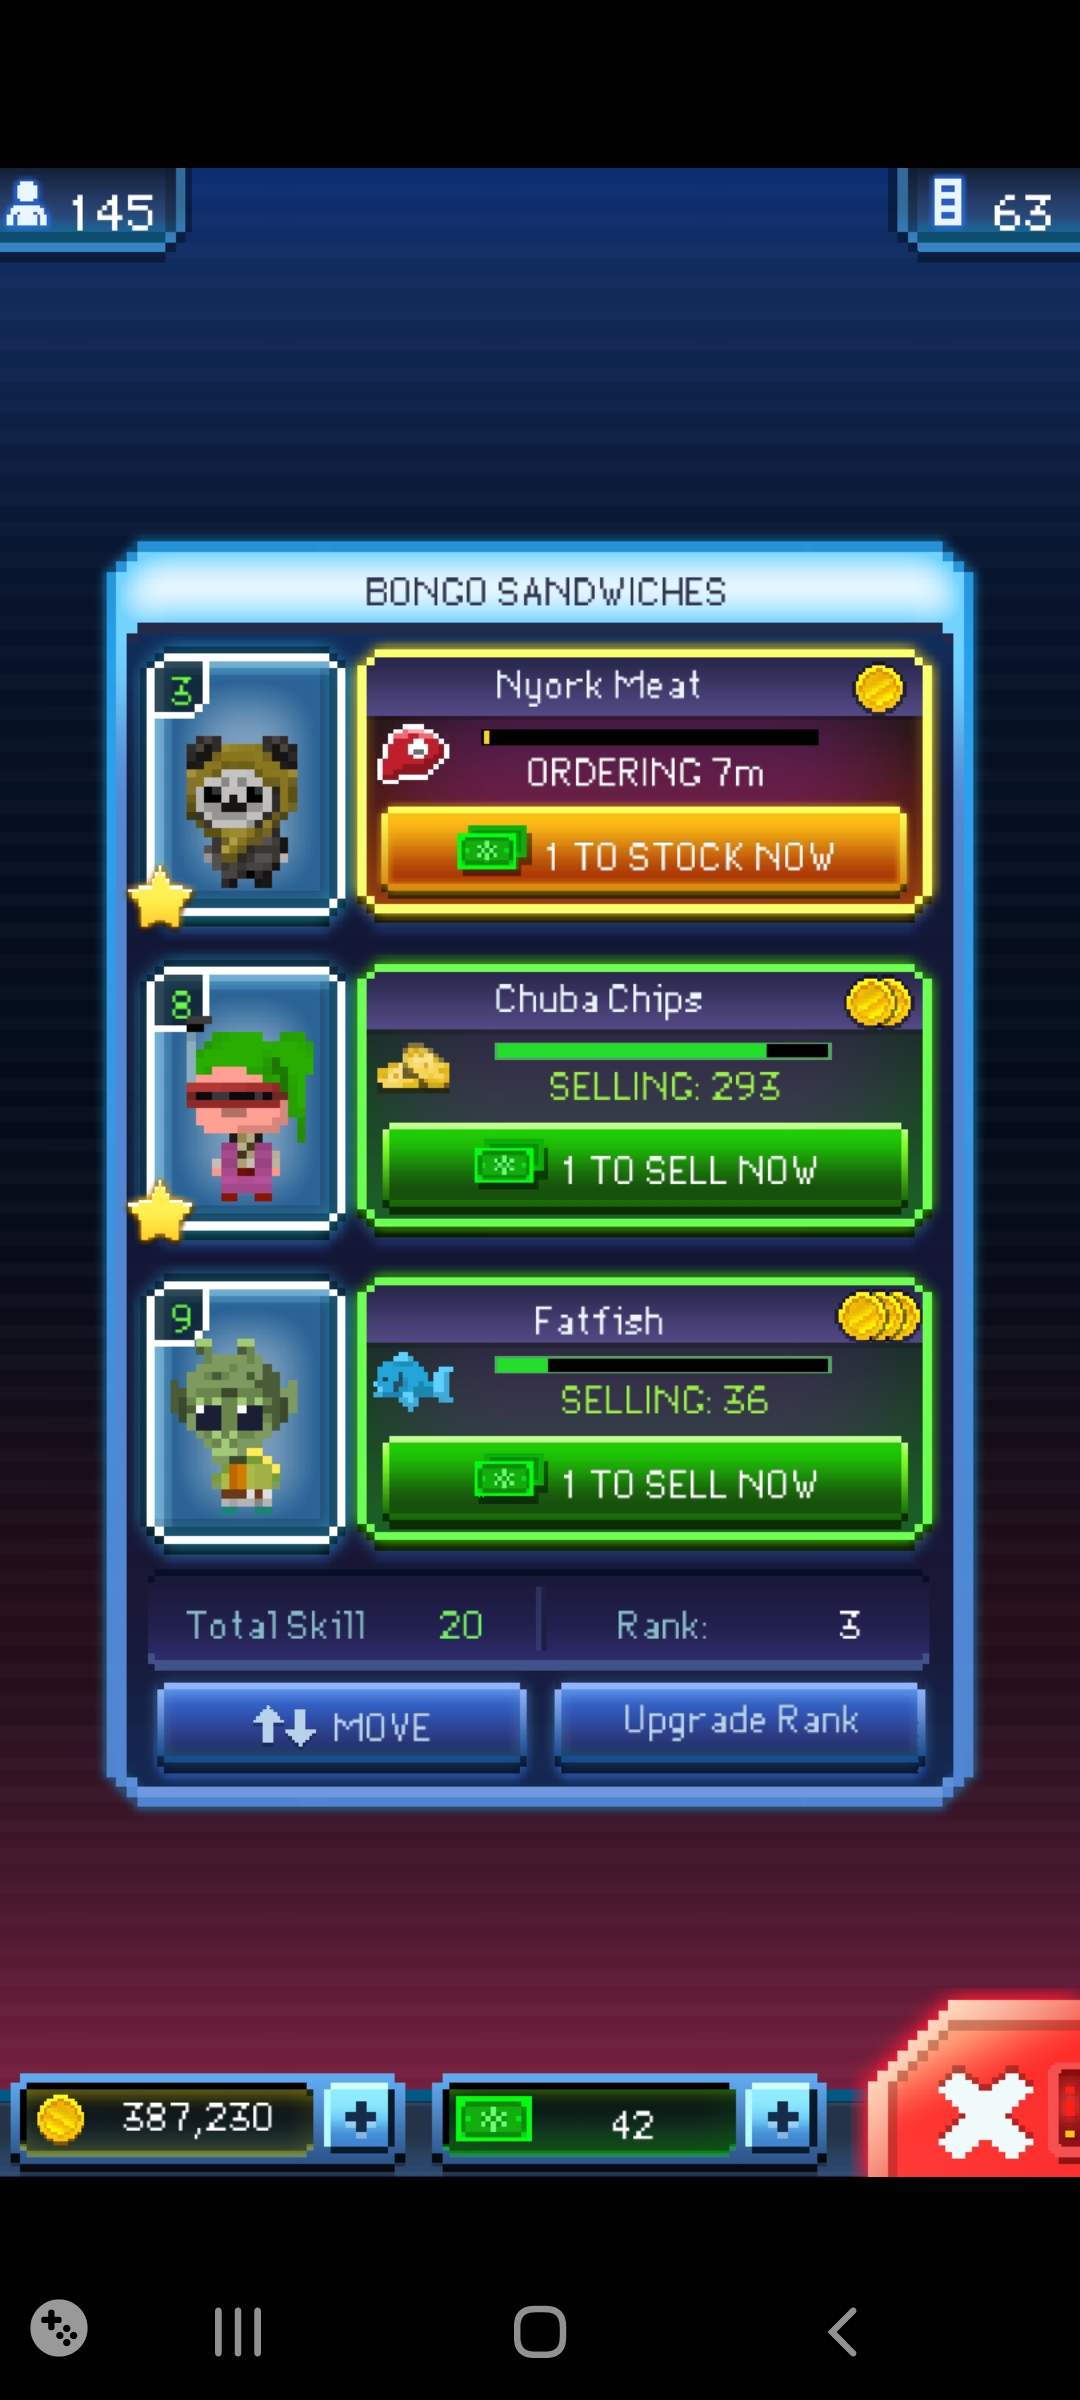 145
63
BONGO SANDWICHES
3
Nyork Meat
ORDERING 7m
1 TO STOCK NOW
8
Chuba Chips
SELLING: 293
1 TO SELL NOW
9
Fatfish
SELLING: 36
1 TO SELL NOW
Total Skill 20 Rank: 3
MOVE Upgrade Rank
387,230 42